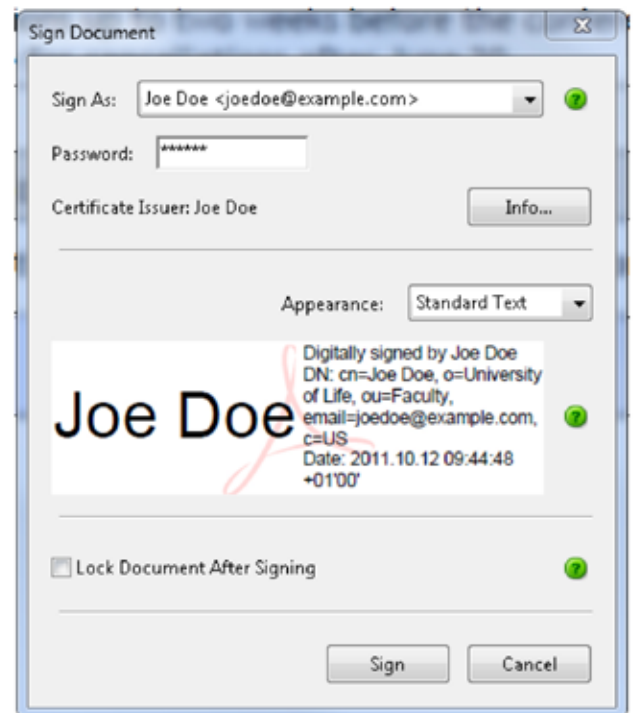 Sign Document
Sign As: Joe Doe <joedoe@example.com>
Password: ******
Certificate Issuer: Joe Doe
Info...
Appearance: Standard Text
Joe Doe
Digitally signed by Joe Doe
DN: cn=Joe Doe, o=University
of Life, ou=Faculty,
email=joedoe@example.com,
c=US
Date: 2011.10.12 09:44:48
+01'00'
Lock Document After Signing
Sign
Cancel